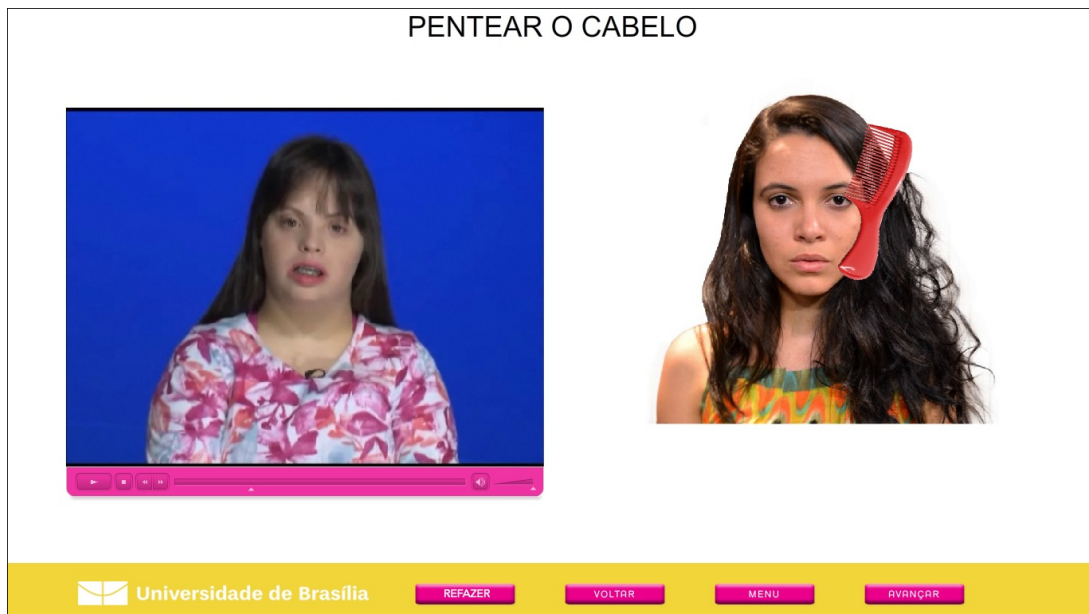 PENTEAR O CABELO
Universidade de Brasília
REFAZER
VOLTAR
MENU
AVANÇAR